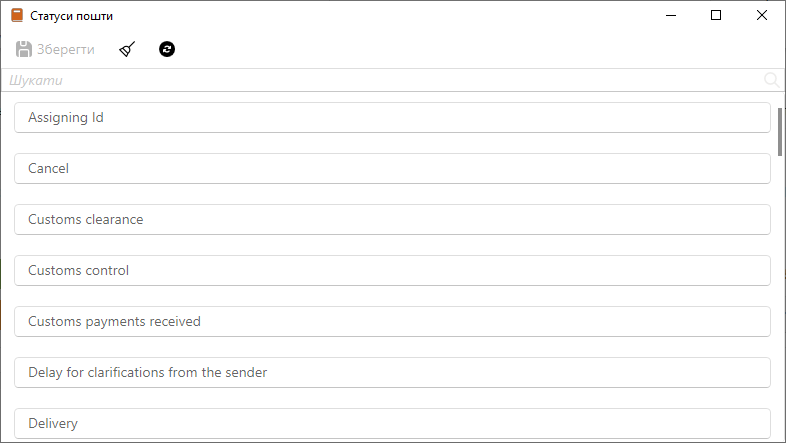 Статуси пошти
Зберегти
Шукати
Assigning Id
Cancel
Customs clearance
Customs control
Customs payments received
Delay for clarifications from the sender
Delivery